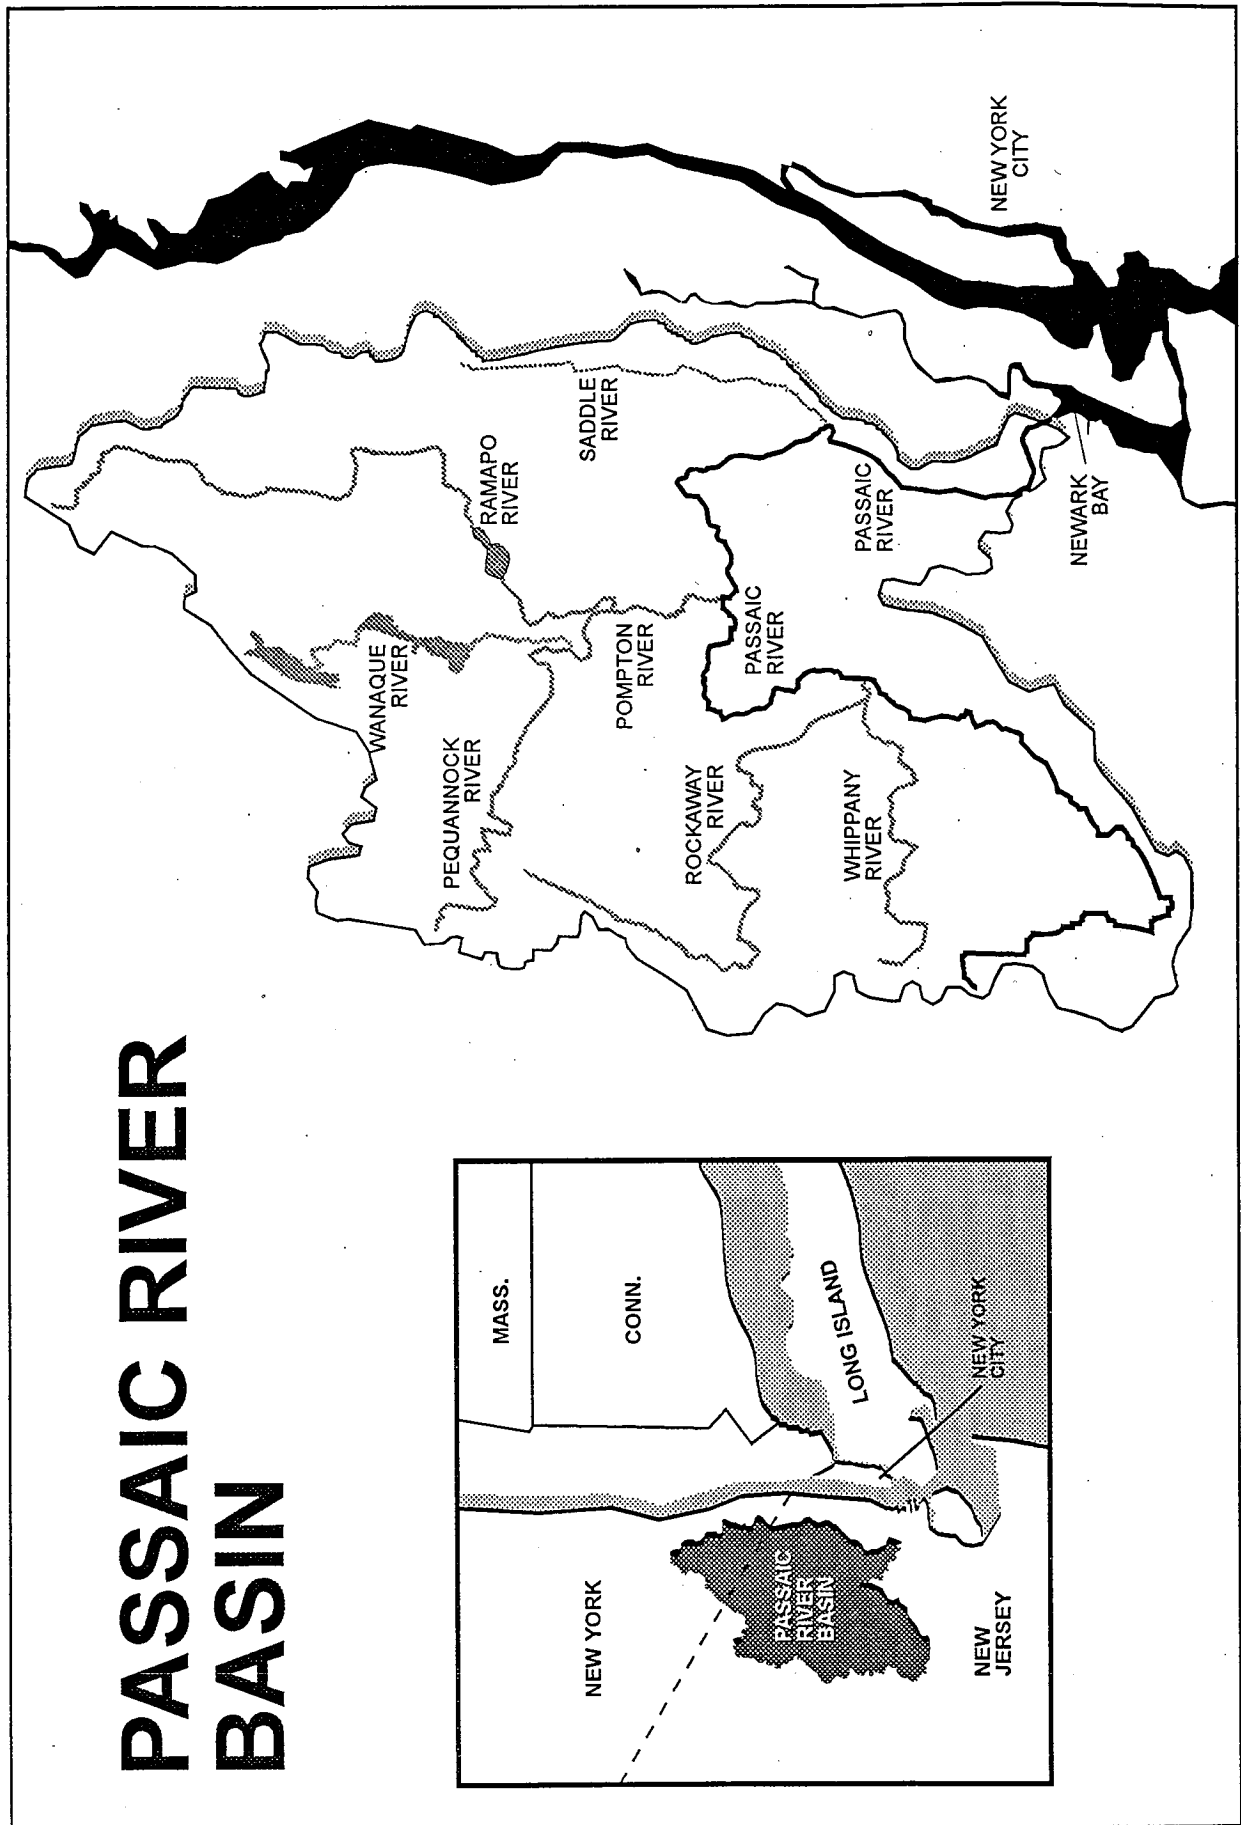 PASSAIC RIVER
BASIN
NEW YORK
CITY
SADDLE
RIVER
RAMAPO
RIVER
PASSAIC
RIVER
NEWARK
BAY
WANAQUE
RIVER
POMPTON
RIVER
PASSAIC
RIVER
PEQUANNOCK
RIVER
ROCKAWAY
RIVER
WHIPPANY
RIVER
MASS.
CONN.
LONG ISLAND
NEW YORK
CITY
NEW YORK
PASSAIC
RIVER
BASIN
NEW
JERSEY